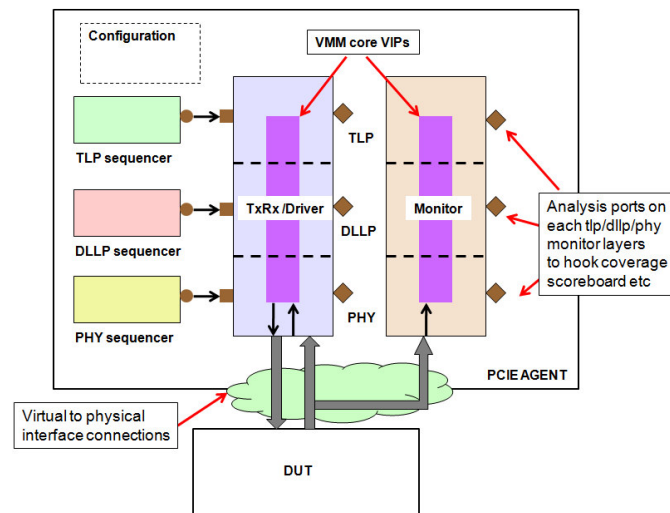 Configuration
VMM core VIPs
TLP sequencer
TLP
DLLP sequencer
TxRx /Driver
DLLP
Monitor
Analysis ports on
each tlp/dllp/phy
monitor layers
to hook coverage
scoreboard etc
PHY sequencer
PHY
PCIE AGENT
Virtual to physical
interface connections
DUT